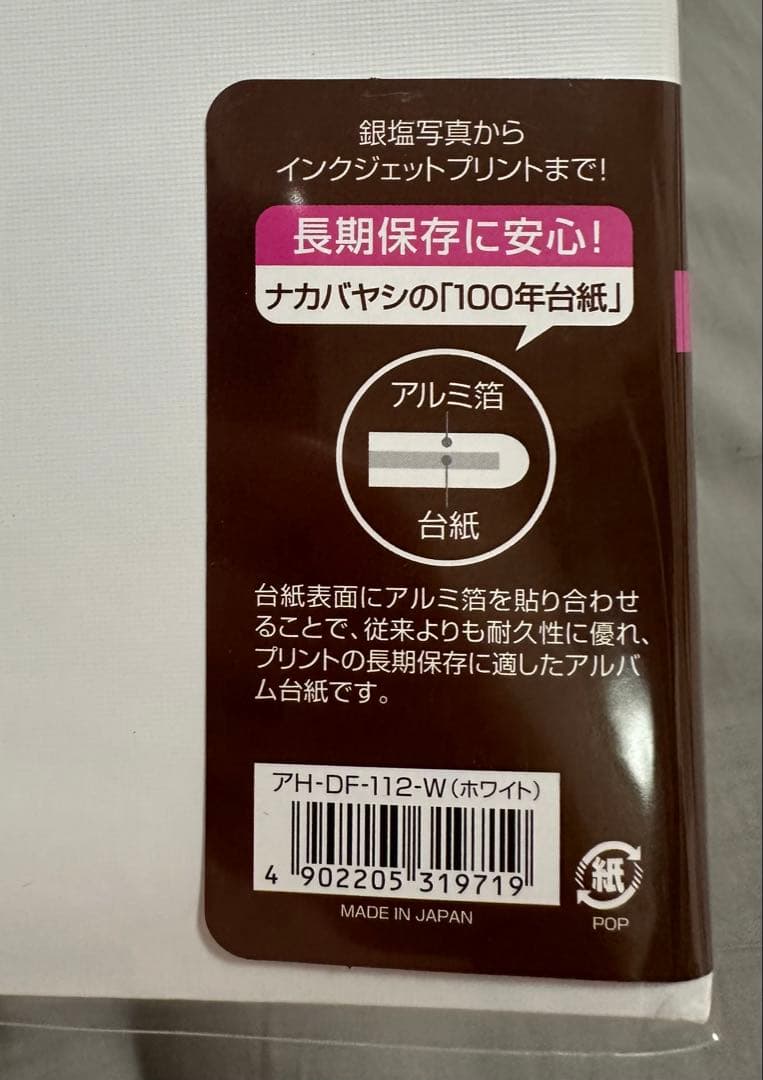 銀塩写真から
インクジェットプリントまで!
長期保存に安心!
ナカバヤシの「100年台紙」
アルミ箔
台紙
台紙表面にアルミ箔を貼り合わせ
ることで、従来よりも耐久性に優れ、
プリントの長期保存に適したアルバ
ム台紙です。
アH-DF-112-W(ホワイト)
4 902205 319719
MADE IN JAPAN
紙
POP